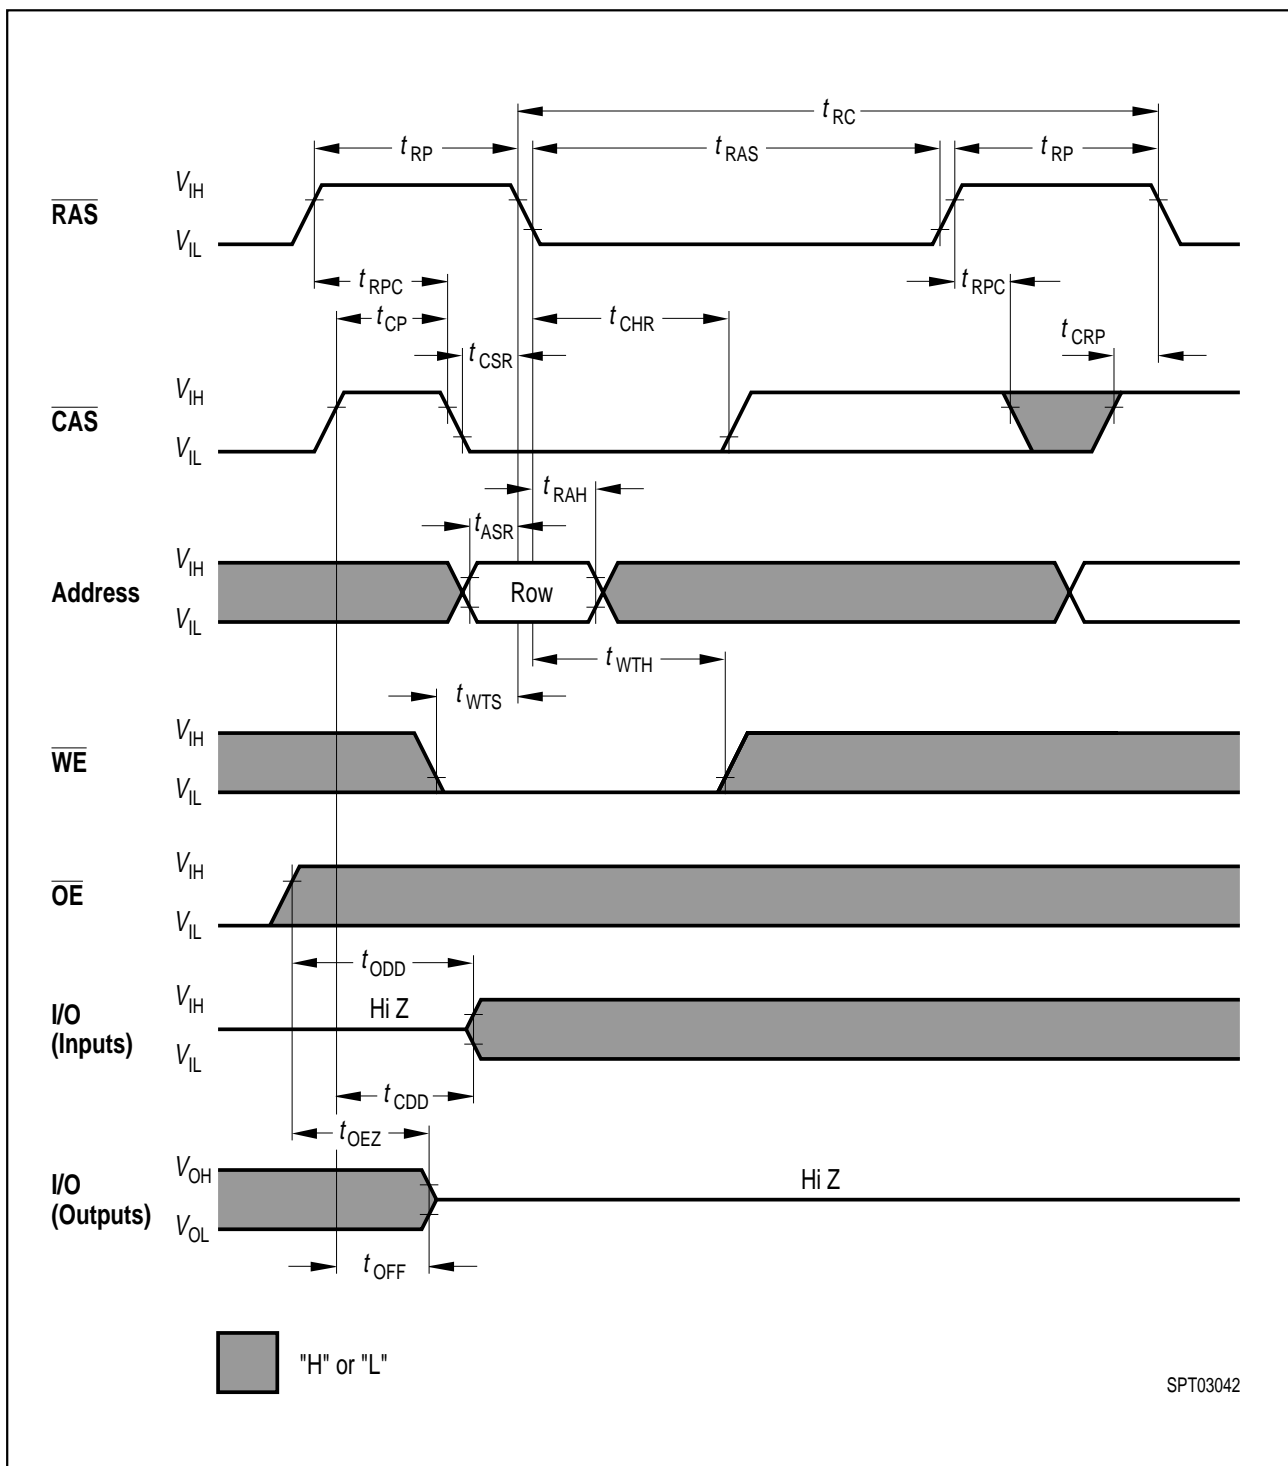 tRC
tRP
tRAS
tRP
VIH
RAS
VIL
tRPC
tRPC
tCP
tCHR
tCRP
tCSR
VIH
CAS
VIL
tRAH
tASR
VIH
Address
Row
VIL
tWTH
tWTS
VIH
WE
VIL
VIH
OE
VIL
tODD
VIH
Hi Z
I/O
(Inputs)
VIL
tCDD
tOEZ
VOH
Hi Z
I/O
(Outputs)
VOL
tOFF
"H" or "L"
SPT03042